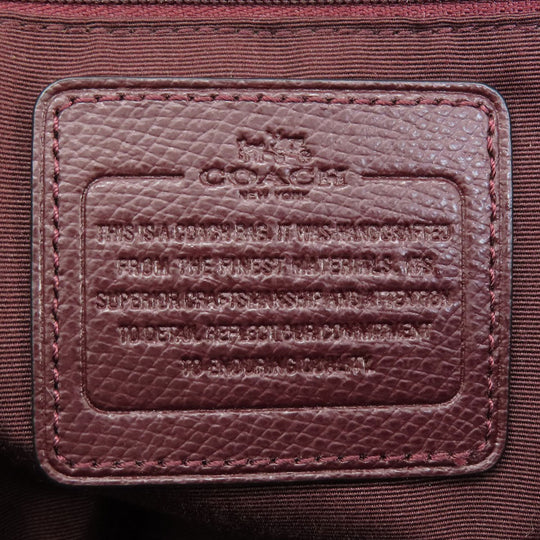 COACH
NEW YORK
THIS IS A COACH BAG. IT WAS HANDCRAFTED
FROM THE FINEST MATERIALS. ITS
SUPERIOR CRAFTSMANSHIP AND ATTENTION
TO DETAIL REFLECT OUR COMMITMENT
TO ENDURING QUALITY.